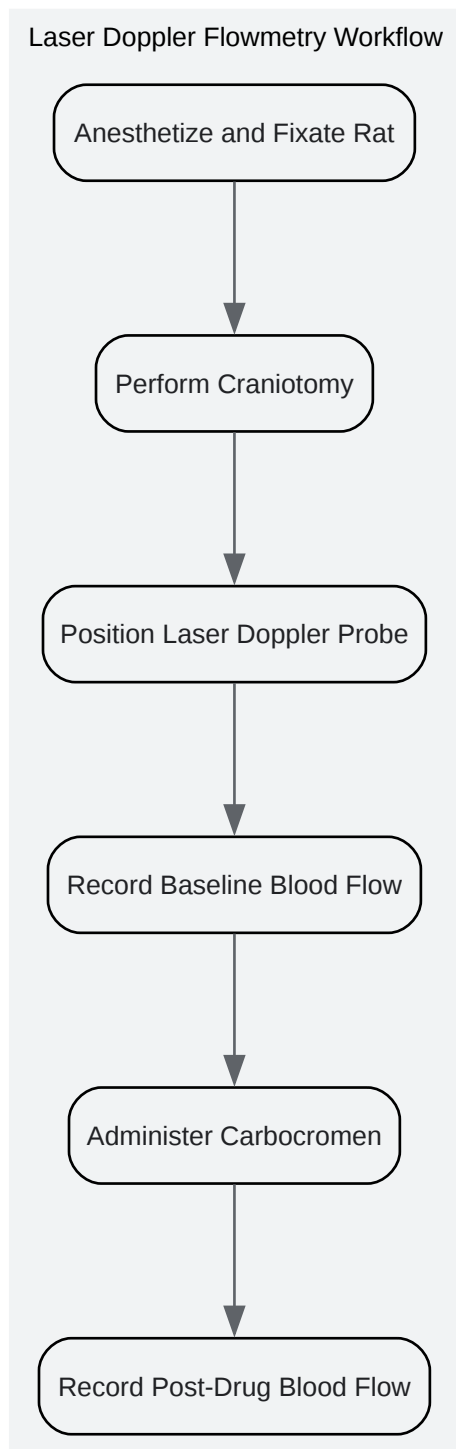 Laser Doppler Flowmetry Workflow
Anesthetize and Fixate Rat
Perform Craniotomy
Position Laser Doppler Probe
Record Baseline Blood Flow
Administer Carbocromen
Record Post-Drug Blood Flow